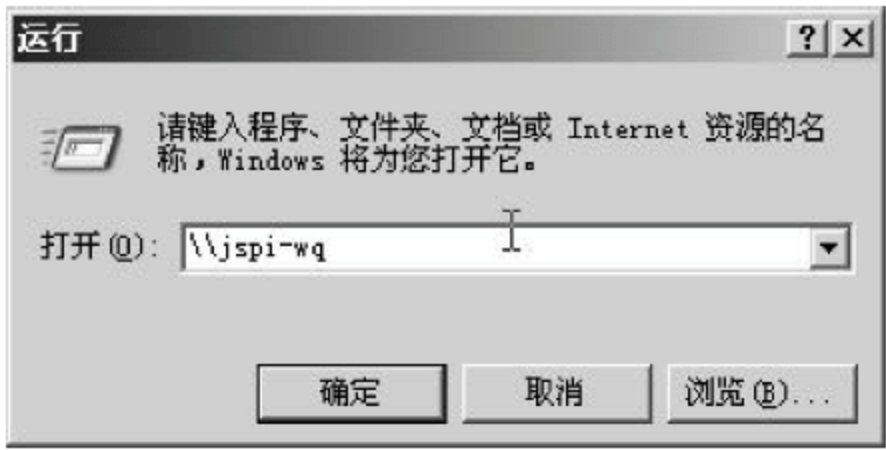 运行
请键入程序、文件夹、文档或 Internet 资源的名
称，Windows 将为您打开它。
打开(O): \\jspi-wq
确定 取消 浏览(B)...